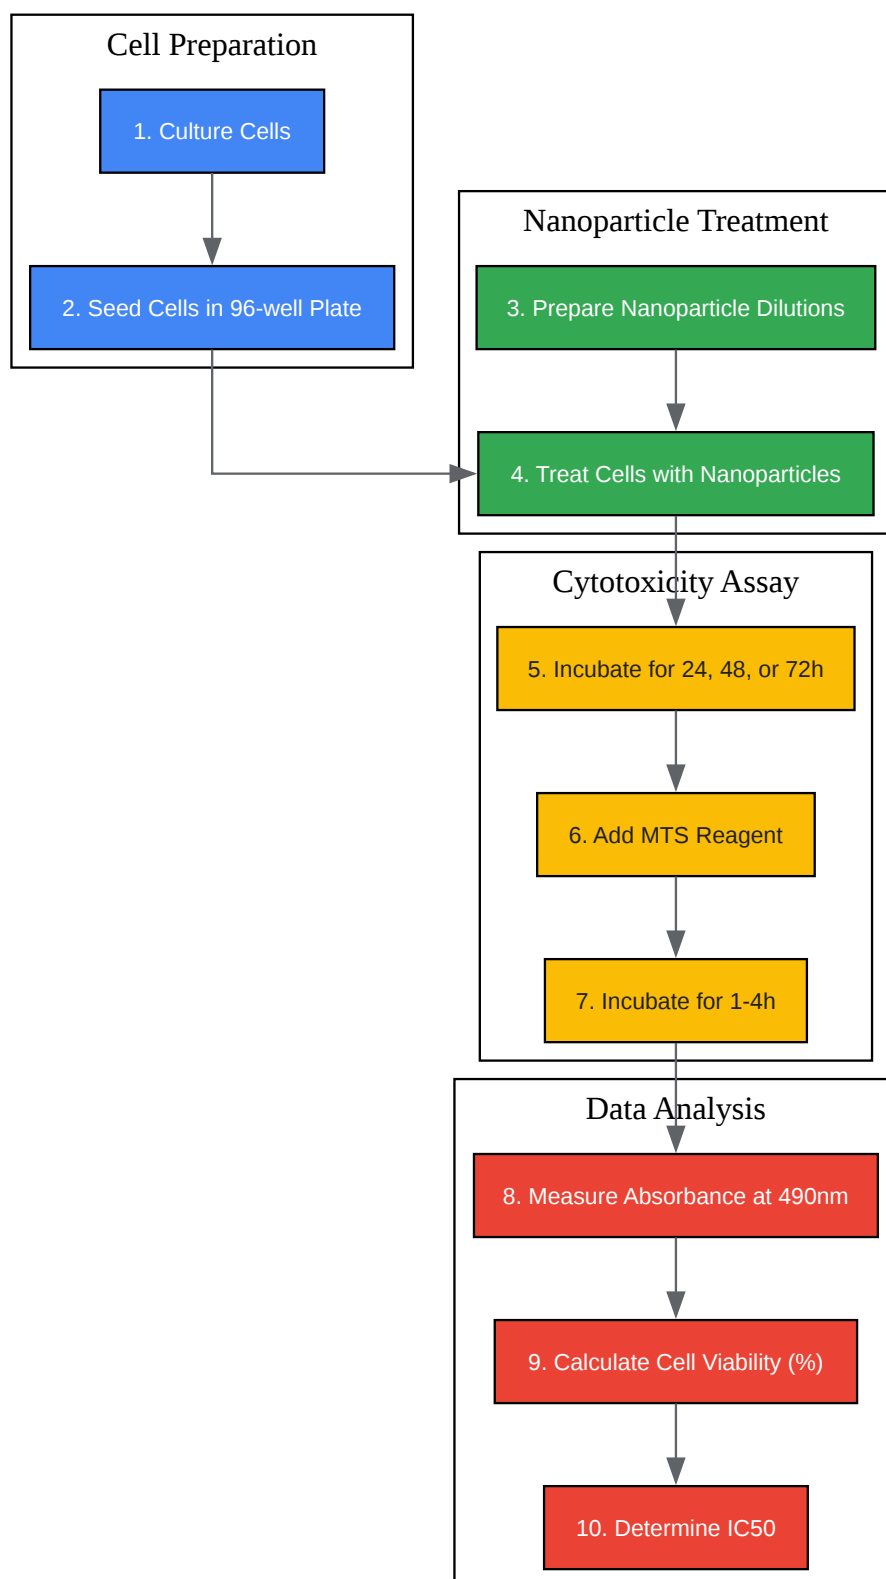 Cell Preparation
1. Culture Cells
2. Seed Cells in 96-well Plate
Nanoparticle Treatment
3. Prepare Nanoparticle Dilutions
4. Treat Cells with Nanoparticles
Cytotoxicity Assay
5. Incubate for 24, 48, or 72h
6. Add MTS Reagent
7. Incubate for 1-4h
Data Analysis
8. Measure Absorbance at 490nm
9. Calculate Cell Viability (%)
10. Determine IC50